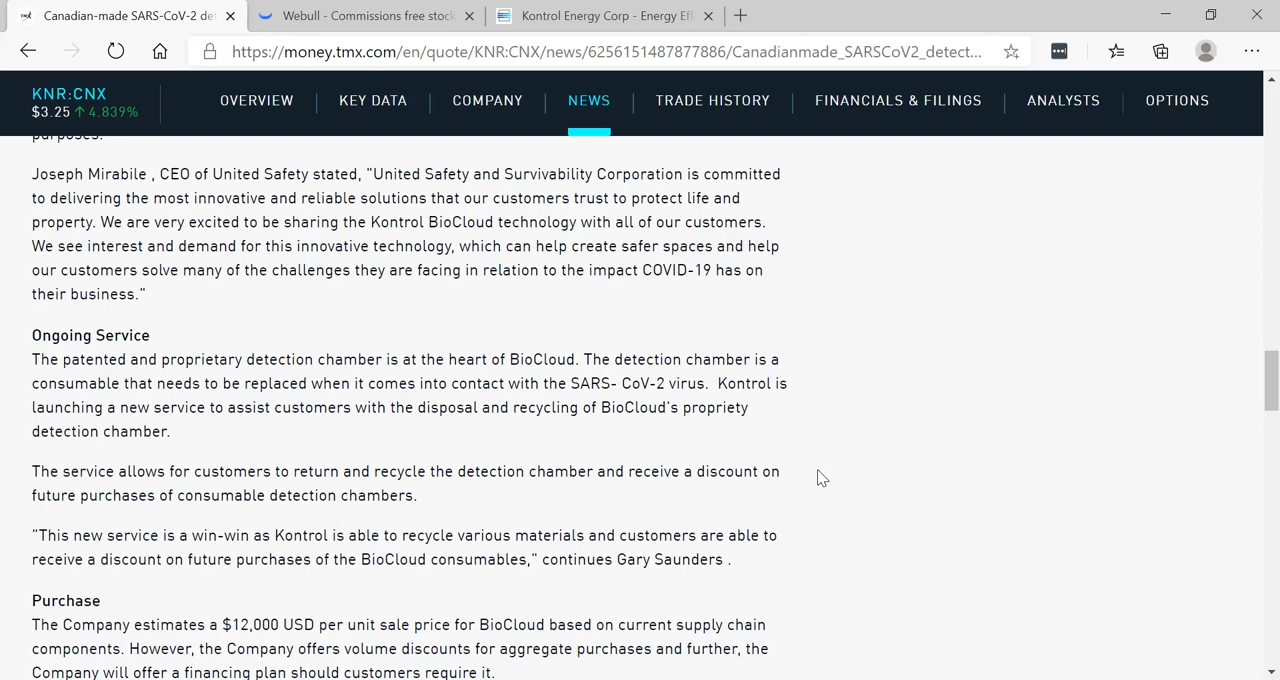 Canadian-made SARS-CoV-2 det
Webull - Commissions free stock
Kontrol Energy Corp - Energy Eff
https://money.tmx.com/en/quote/KNR:CNX/news/6256151487877886/Canadianmade_SARSCoV2_detect...
KNR:CNX
$3.25 ↑ 4.839%
OVERVIEW
KEY DATA
COMPANY
NEWS
TRADE HISTORY
FINANCIALS & FILINGS
ANALYSTS
OPTIONS
purposes.
Joseph Mirabile , CEO of United Safety stated, "United Safety and Survivability Corporation is committed
to delivering the most innovative and reliable solutions that our customers trust to protect life and
property. We are very excited to be sharing the Kontrol BioCloud technology with all of our customers.
We see interest and demand for this innovative technology, which can help create safer spaces and help
our customers solve many of the challenges they are facing in relation to the impact COVID-19 has on
their business."
Ongoing Service
The patented and proprietary detection chamber is at the heart of BioCloud. The detection chamber is a
consumable that needs to be replaced when it comes into contact with the SARS- CoV-2 virus.  Kontrol is
launching a new service to assist customers with the disposal and recycling of BioCloud's propriety
detection chamber.
The service allows for customers to return and recycle the detection chamber and receive a discount on
future purchases of consumable detection chambers.
"This new service is a win-win as Kontrol is able to recycle various materials and customers are able to
receive a discount on future purchases of the BioCloud consumables," continues Gary Saunders .
Purchase
The Company estimates a $12,000 USD per unit sale price for BioCloud based on current supply chain
components. However, the Company offers volume discounts for aggregate purchases and further, the
Company will offer a financing plan should customers require it.